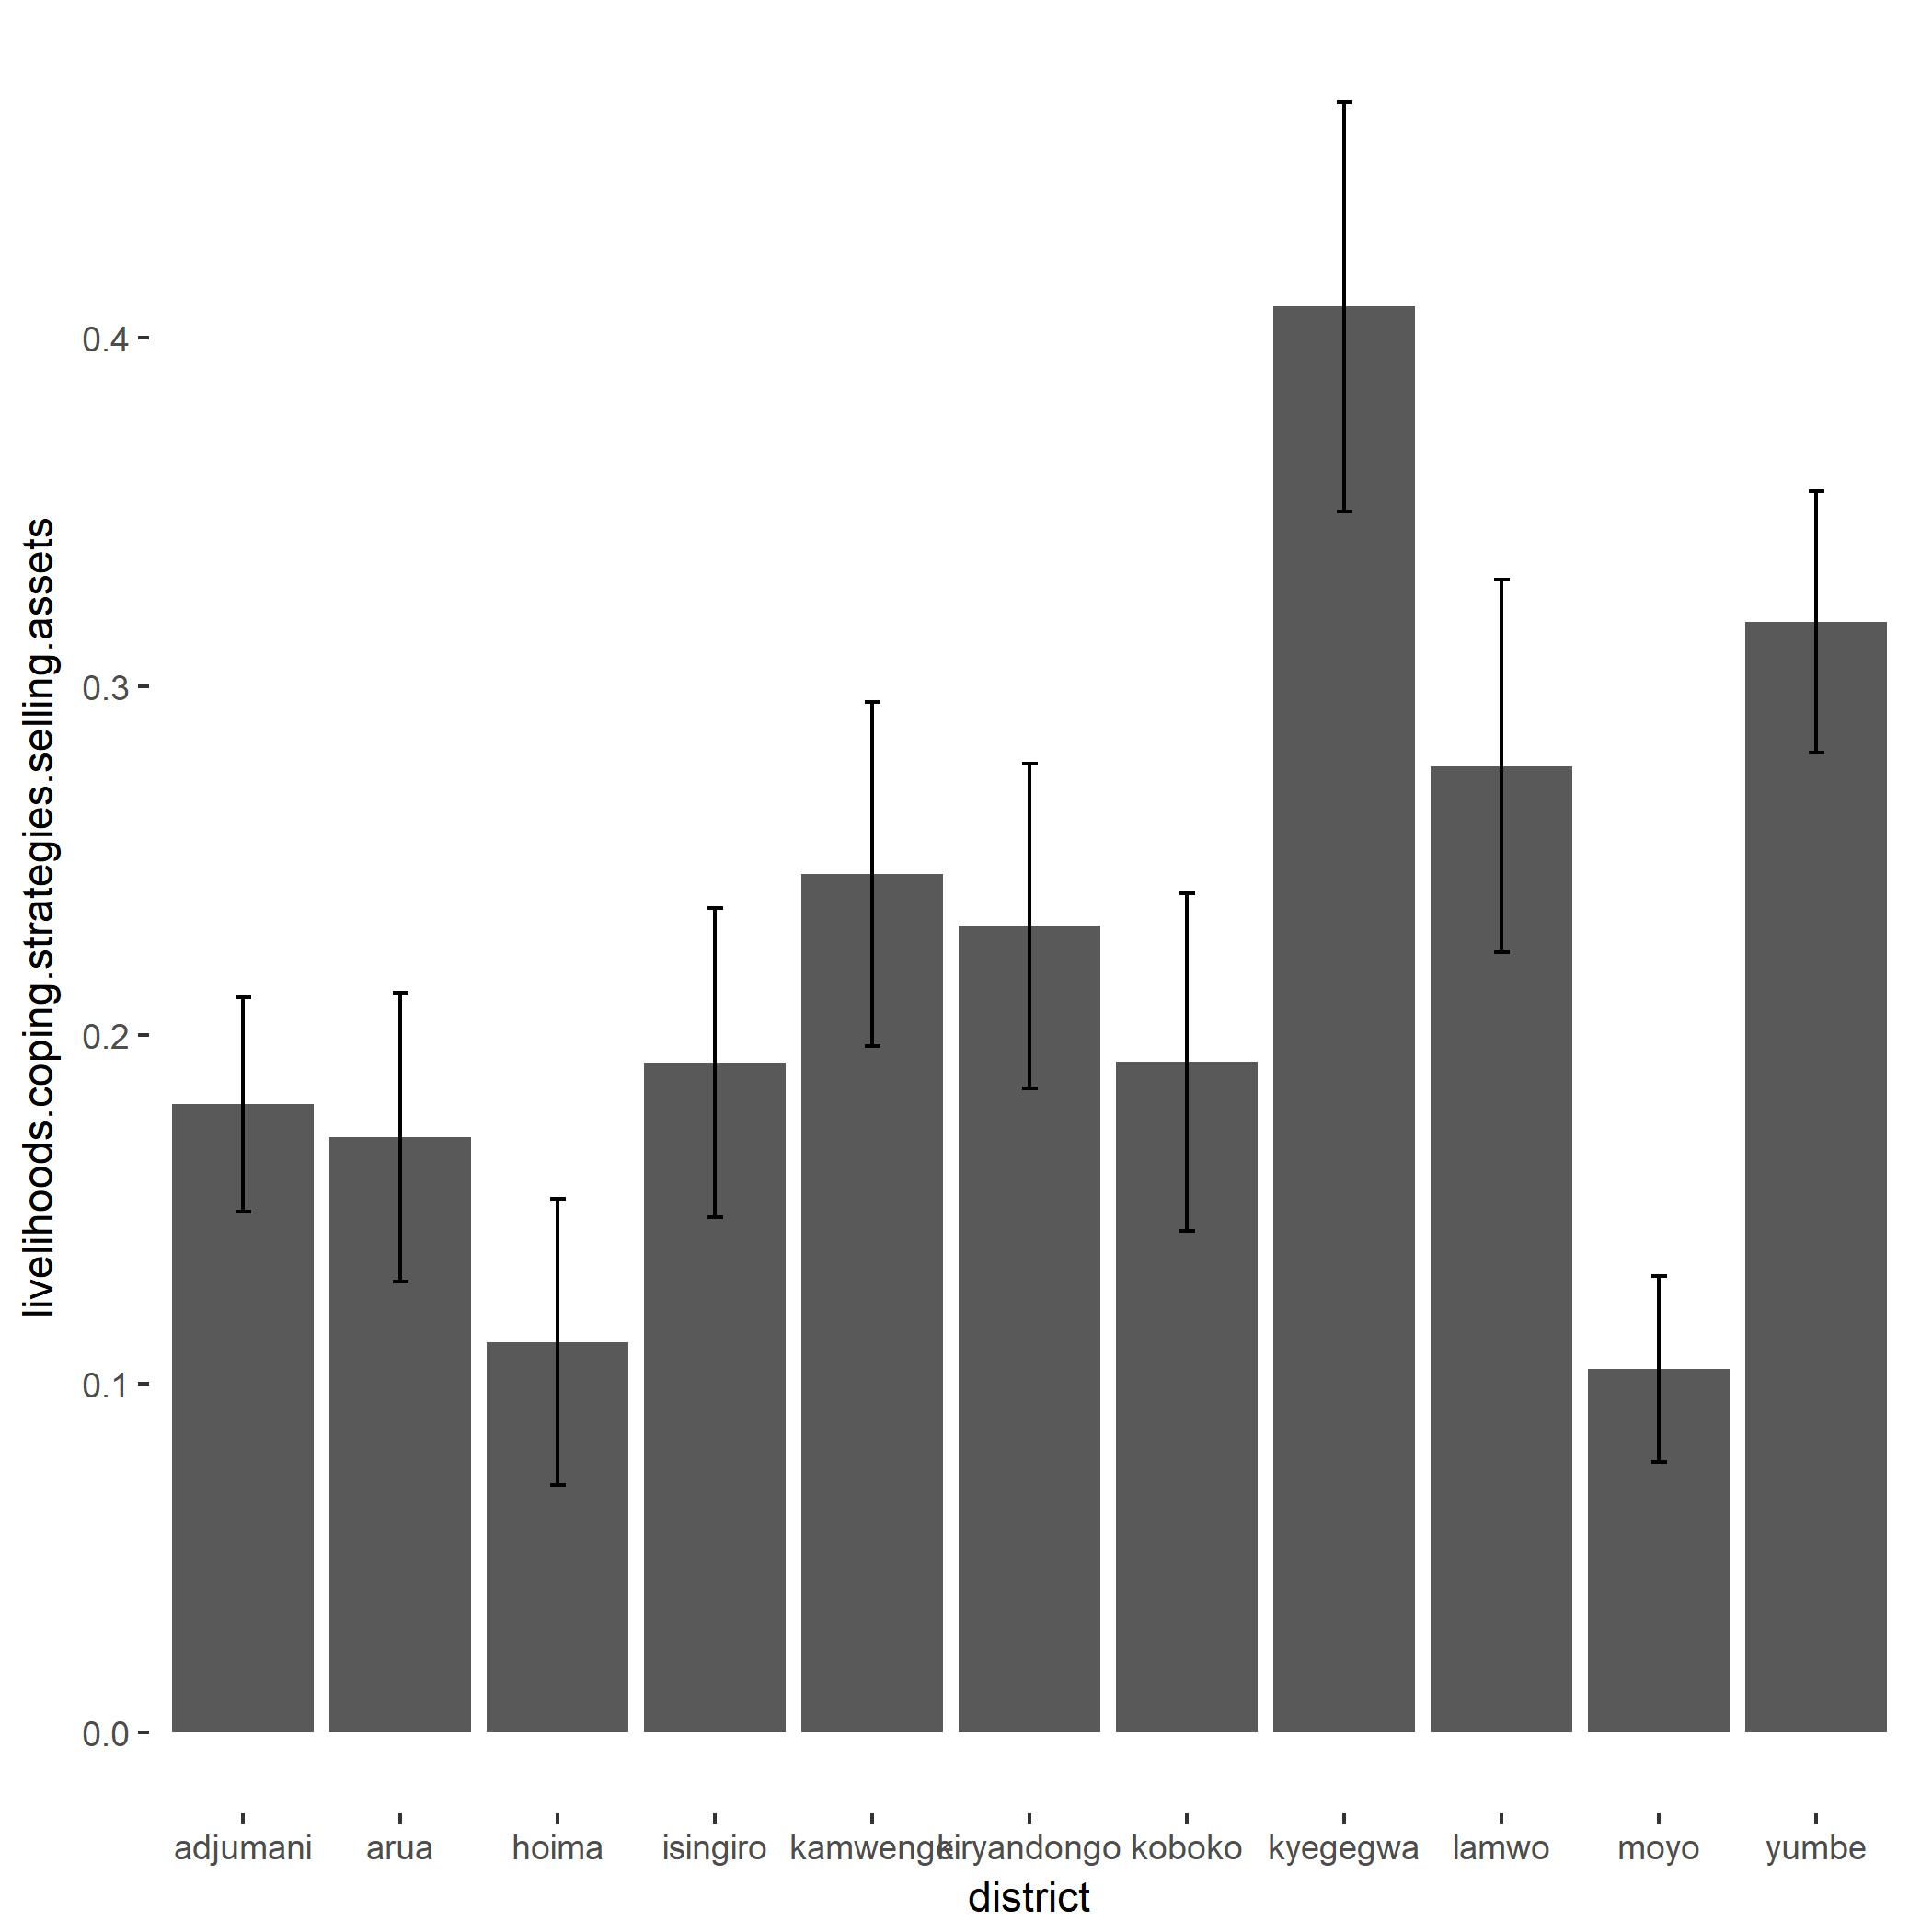 livelihoods.coping.strategies.selling.assets
0.4
0.3
0.2
0.1
0.0
adjumani arua hoima isingiro kamwenge kiryandongo koboko kyegegwa lamwo moyo yumbe
district